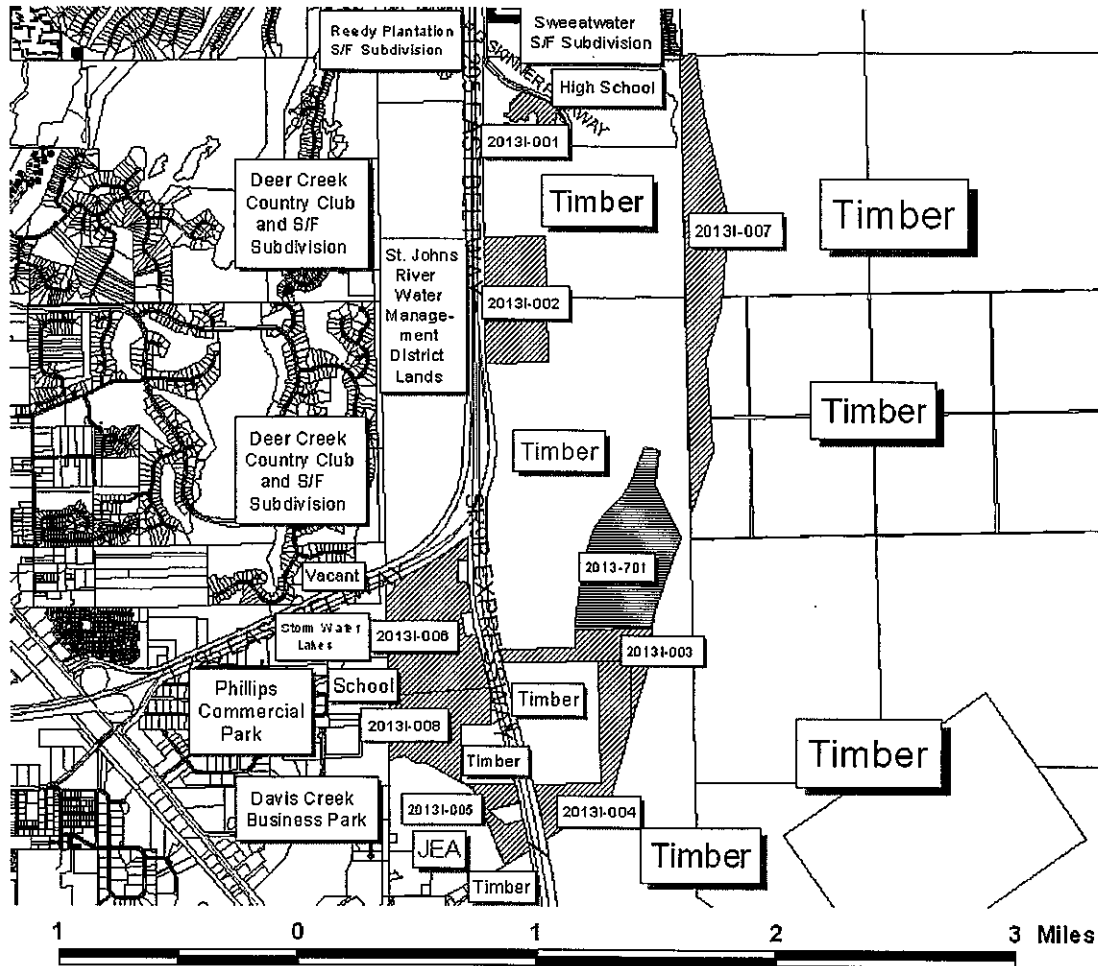 Reedy Plantation
S/F Subdivision
Sweeatwater
S/F Subdivision
High School
2013I-001
Deer Creek
Country Club
and S/F
Subdivision
Timber
Timber
2013I-007
St. Johns
River
Water
Manage-
ment
District
Lands
2013I-002
Timber
Deer Creek
Country Club
and S/F
Subdivision
Timber
Vacant
2013-701
Storm Water
Lakes
2013I-006
2013I-003
School
Phillips
Commercial
Park
Timber
2013I-008
Timber
Timber
Davis Creek
Business Park
2013I-005
2013I-004
JEA
Timber
Timber
1 0 1 2 3 Miles